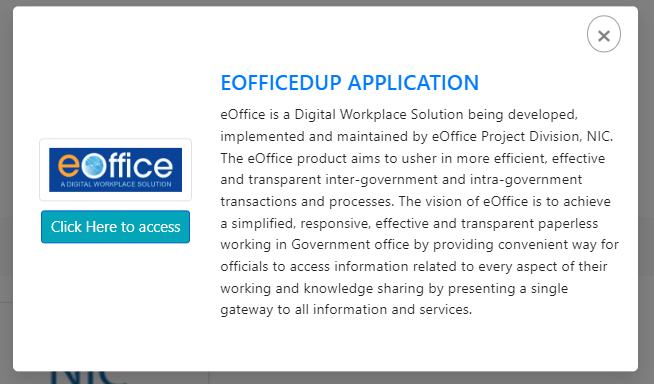 ×
EOFFICEDUP APPLICATION
eOffice is a Digital Workplace Solution being developed,
implemented and maintained by eOffice Project Division, NIC.
The eOffice product aims to usher in more efficient, effective
and transparent inter-government and intra-government
transactions and processes. The vision of eOffice is to achieve
a simplified, responsive, effective and transparent paperless
working in Government office by providing convenient way for
officials to access information related to every aspect of their
working and knowledge sharing by presenting a single
gateway to all information and services.
eOffice
A DIGITAL WORKPLACE SOLUTION
Click Here to access
NIC